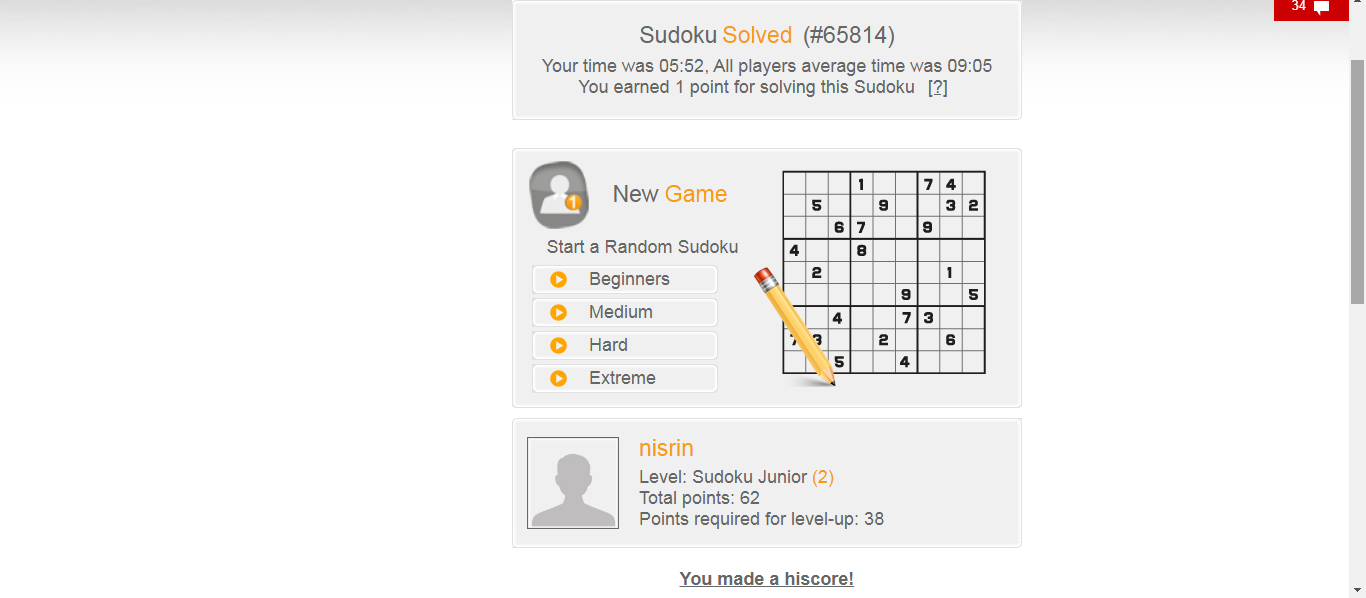 34
Sudoku Solved (#65814)
Your time was 05:52, All players average time was 09:05
You earned 1 point for solving this Sudoku [?]
1
New Game
Start a Random Sudoku
Beginners
Medium
Hard
Extreme
1 7 4
5 9 3 2
6 7 9
4 8
2 1
9 5
4 7 3
7 3 2 6
5 4
nisrin
Level: Sudoku Junior (2)
Total points: 62
Points required for level-up: 38
You made a hiscore!